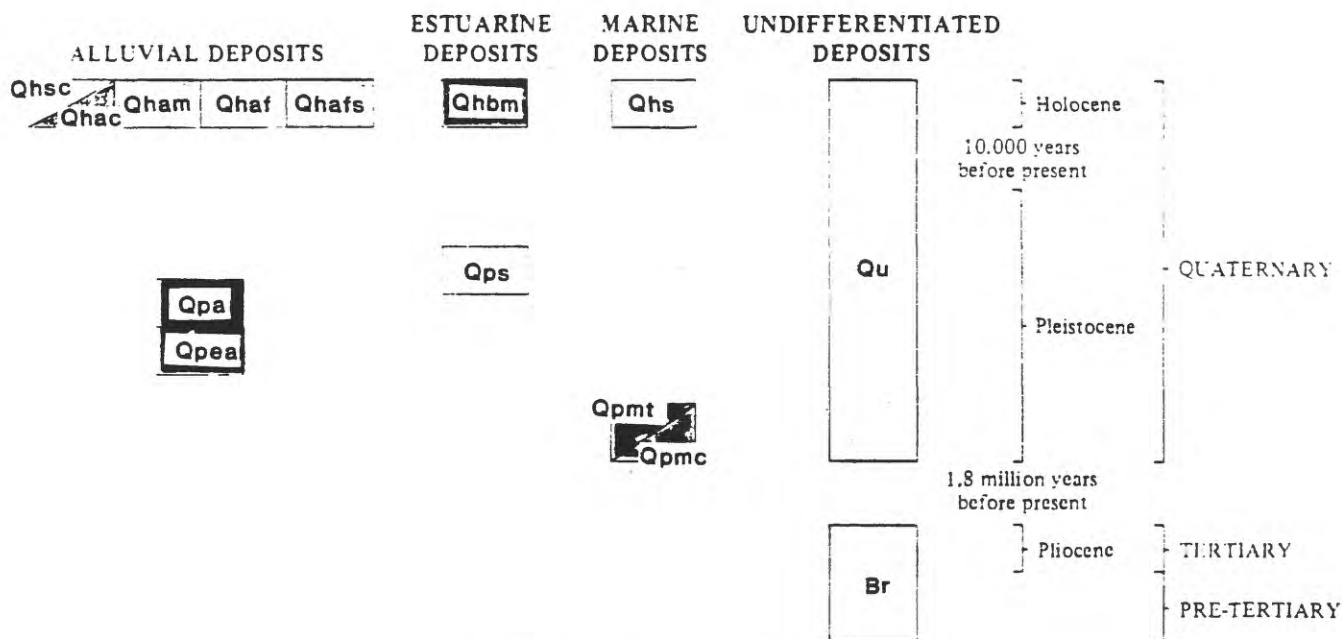 ALLUVIAL DEPOSITS
ESTUARINE
DEPOSITS
MARINE
DEPOSITS
UNDIFFERENTIATED
DEPOSITS
Qhsc
Qhac
Qham
Qhaf
Qhafs
Qhbm
Qhs
Holocene
10.000 years
before present
Qps
Qu
QUATERNARY
Qpa
Qpea
Pleistocene
Qpmt
Qpmc
1.8 million years
before present
Br
Pliocene
TERTIARY
PRE-TERTIARY